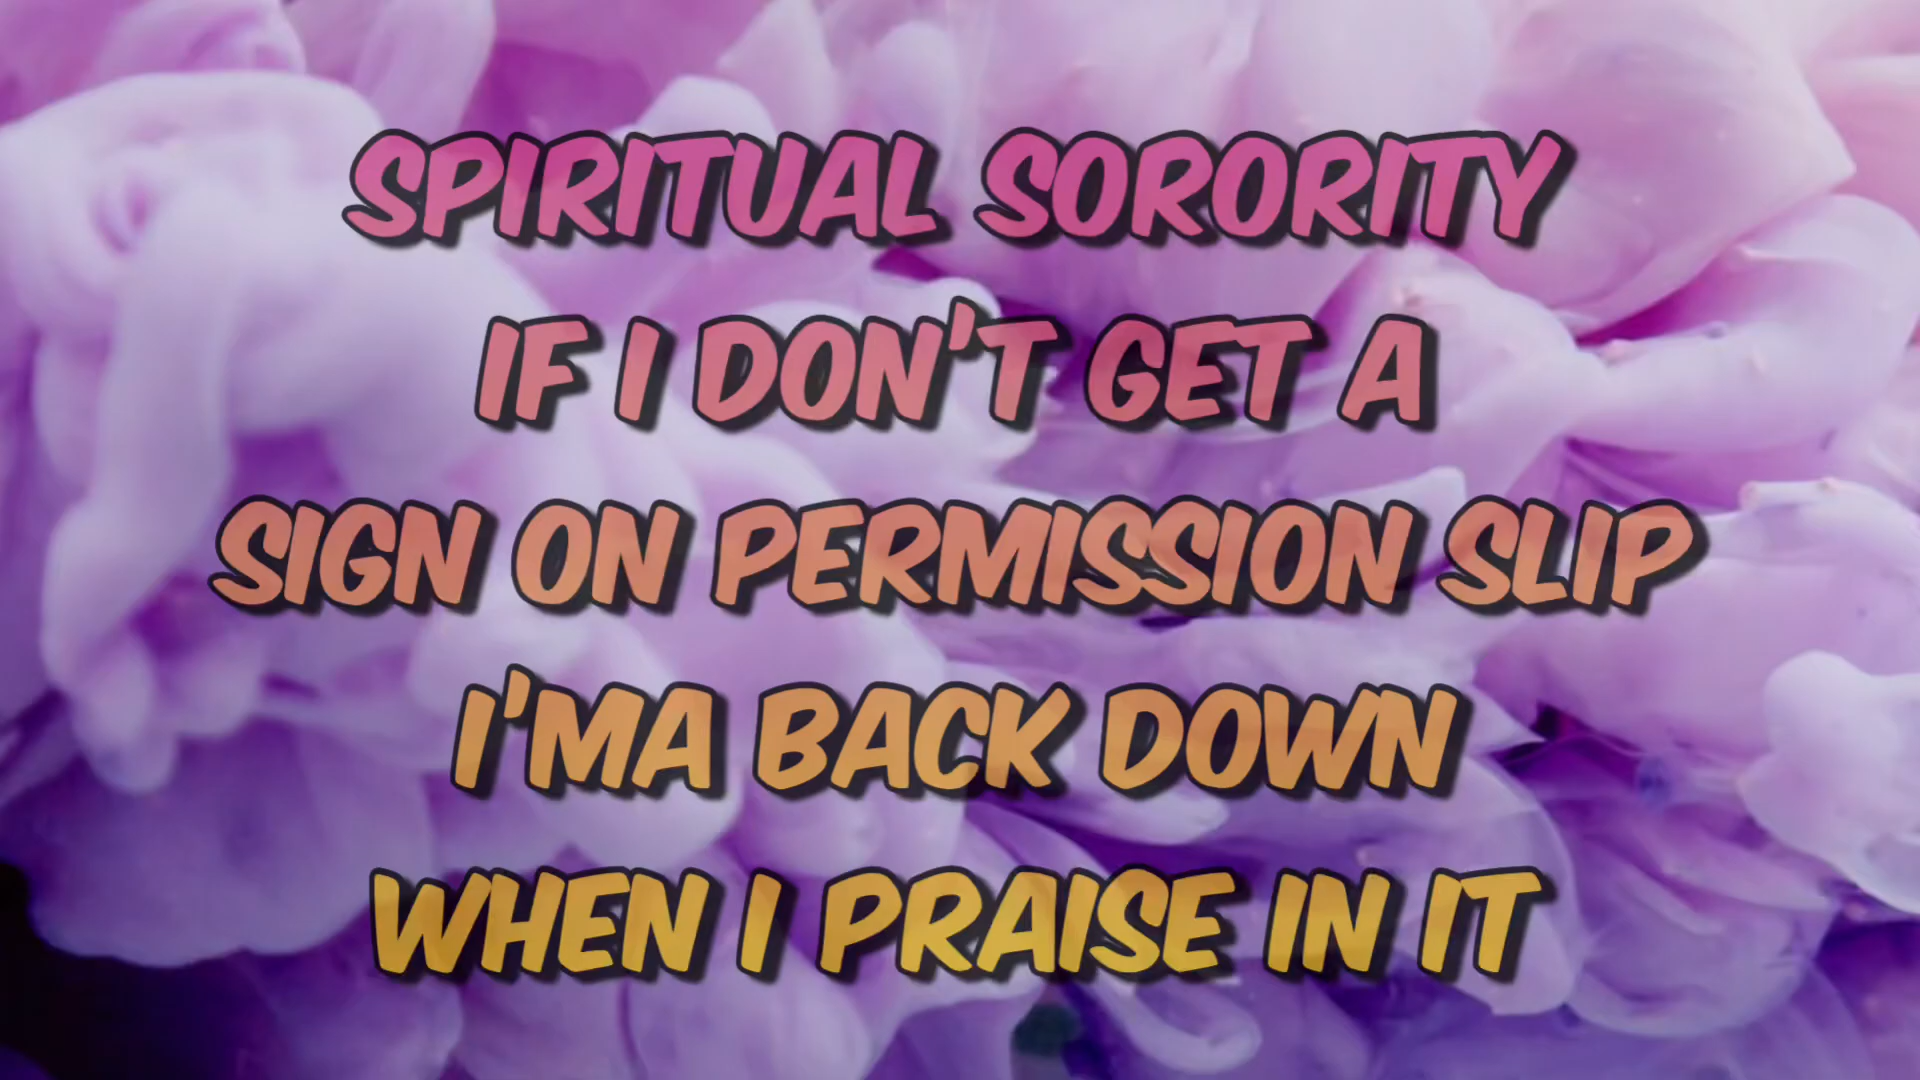 SPIRITUAL SORORITY
IF I DON'T GET A
SIGN ON PERMISSION SLIP
I'MA BACK DOWN
WHEN I PRAISE IN IT